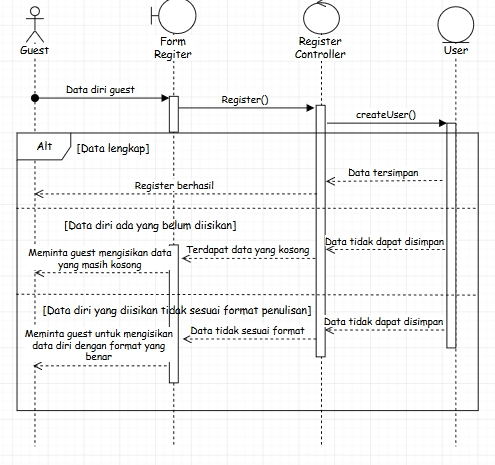 Guest
Form
Regiter
Register
Controller
User
Data diri guest
Register()
createUser()
Alt
[Data lengkap]
Data tersimpan
Register berhasil
[Data diri ada yang belum diisikan]
Data tidak dapat disimpan
Terdapat data yang kosong
Meminta guest mengisikan data
yang masih kosong
[Data diri yang diisikan tidak sesuai format penulisan]
Data tidak dapat disimpan
Data tidak sesuai format
Meminta guest untuk mengisikan
data diri dengan format yang
benar